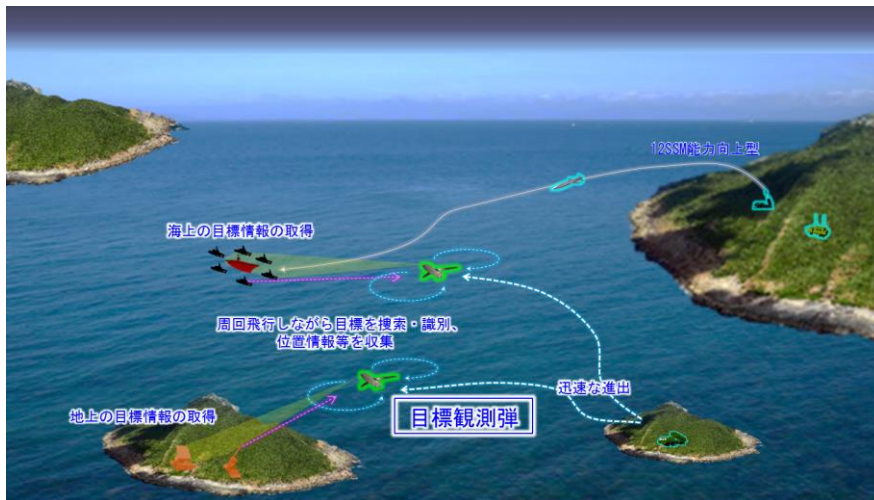 12SSM能力向上型
海上の目標情報の取得
周回飛行しながら目標を捜索・識別、
位置情報等を収集
迅速な進出
地上の目標情報の取得
目標観測弾